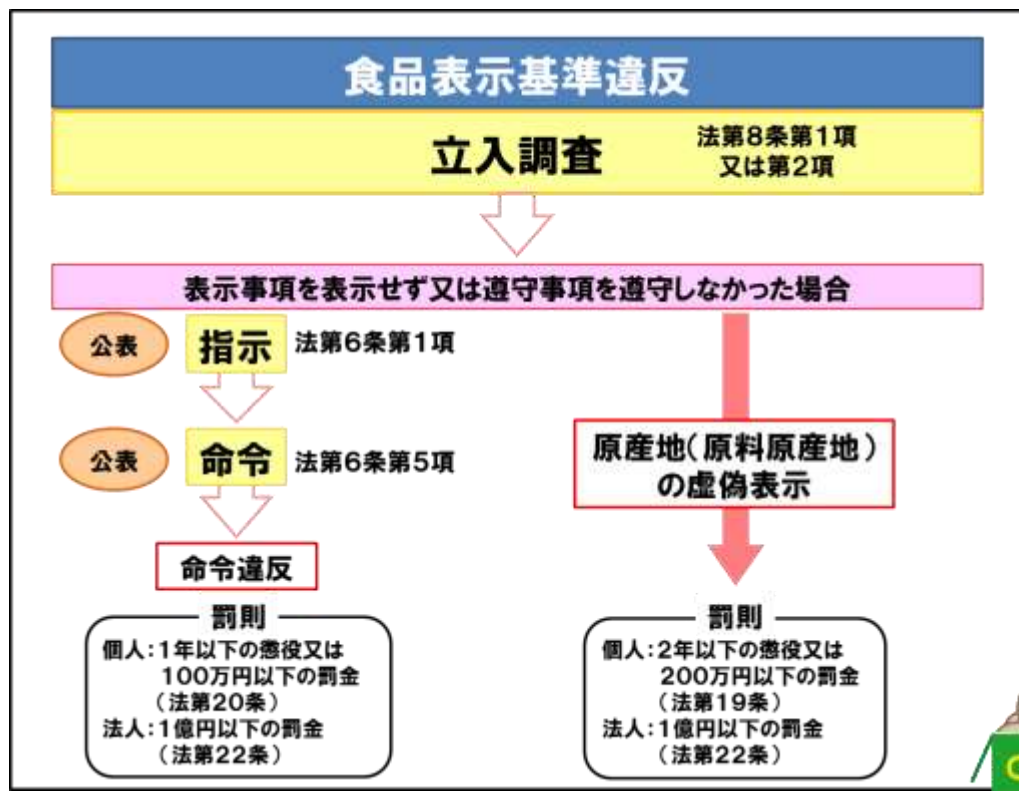 食品表示基準違反
立入調査
法第8条第1項
又は第2項
表示事項を表示せず又は遵守事項を遵守しなかった場合
公表
指示
法第6条第1項
公表
命令
法第6条第5項
命令違反
罰則
個人:1年以下の懲役又は
100万円以下の罰金
(法第20条)
法人:1億円以下の罰金
(法第22条)
原産地(原料原産地)
の虚偽表示
罰則
個人:2年以下の懲役又は
200万円以下の罰金
(法第19条)
法人:1億円以下の罰金
(法第22条)